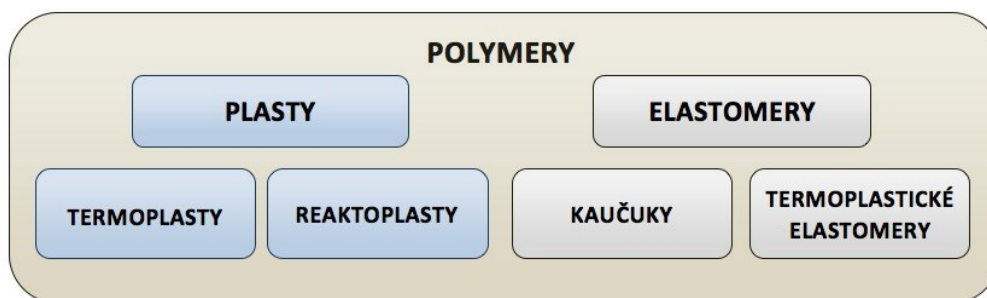 POLYMERY
PLASTY
ELASTOMERY
TERMOPLASTY
REAKTOPLASTY
KAUČUKY
TERMOPLASTICKÉ
ELASTOMERY